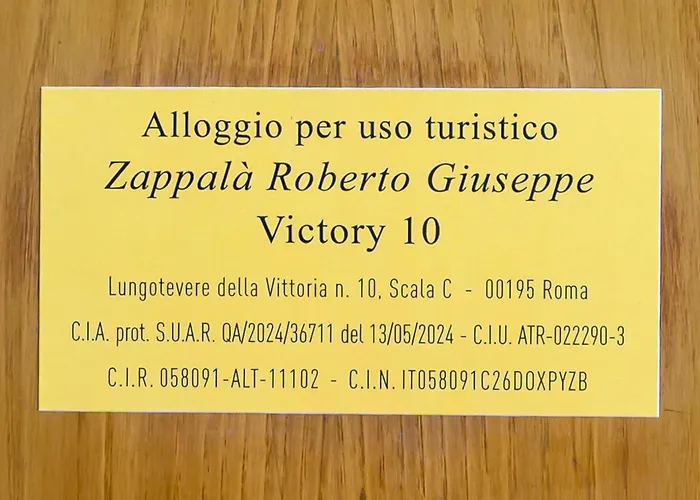 Alloggio per uso turistico
Zappalà Roberto Giuseppe
Victory 10
Lungotevere della Vittoria n. 10, Scala C - 00195 Roma
C.I.A. prot. S.U.A.R. QA/2024/36711 del 13/05/2024 - C.I.U. ATR-022290-3
C.I.R. 058091-ALT-11102 - C.I.N. IT058091C26DOXPYZB